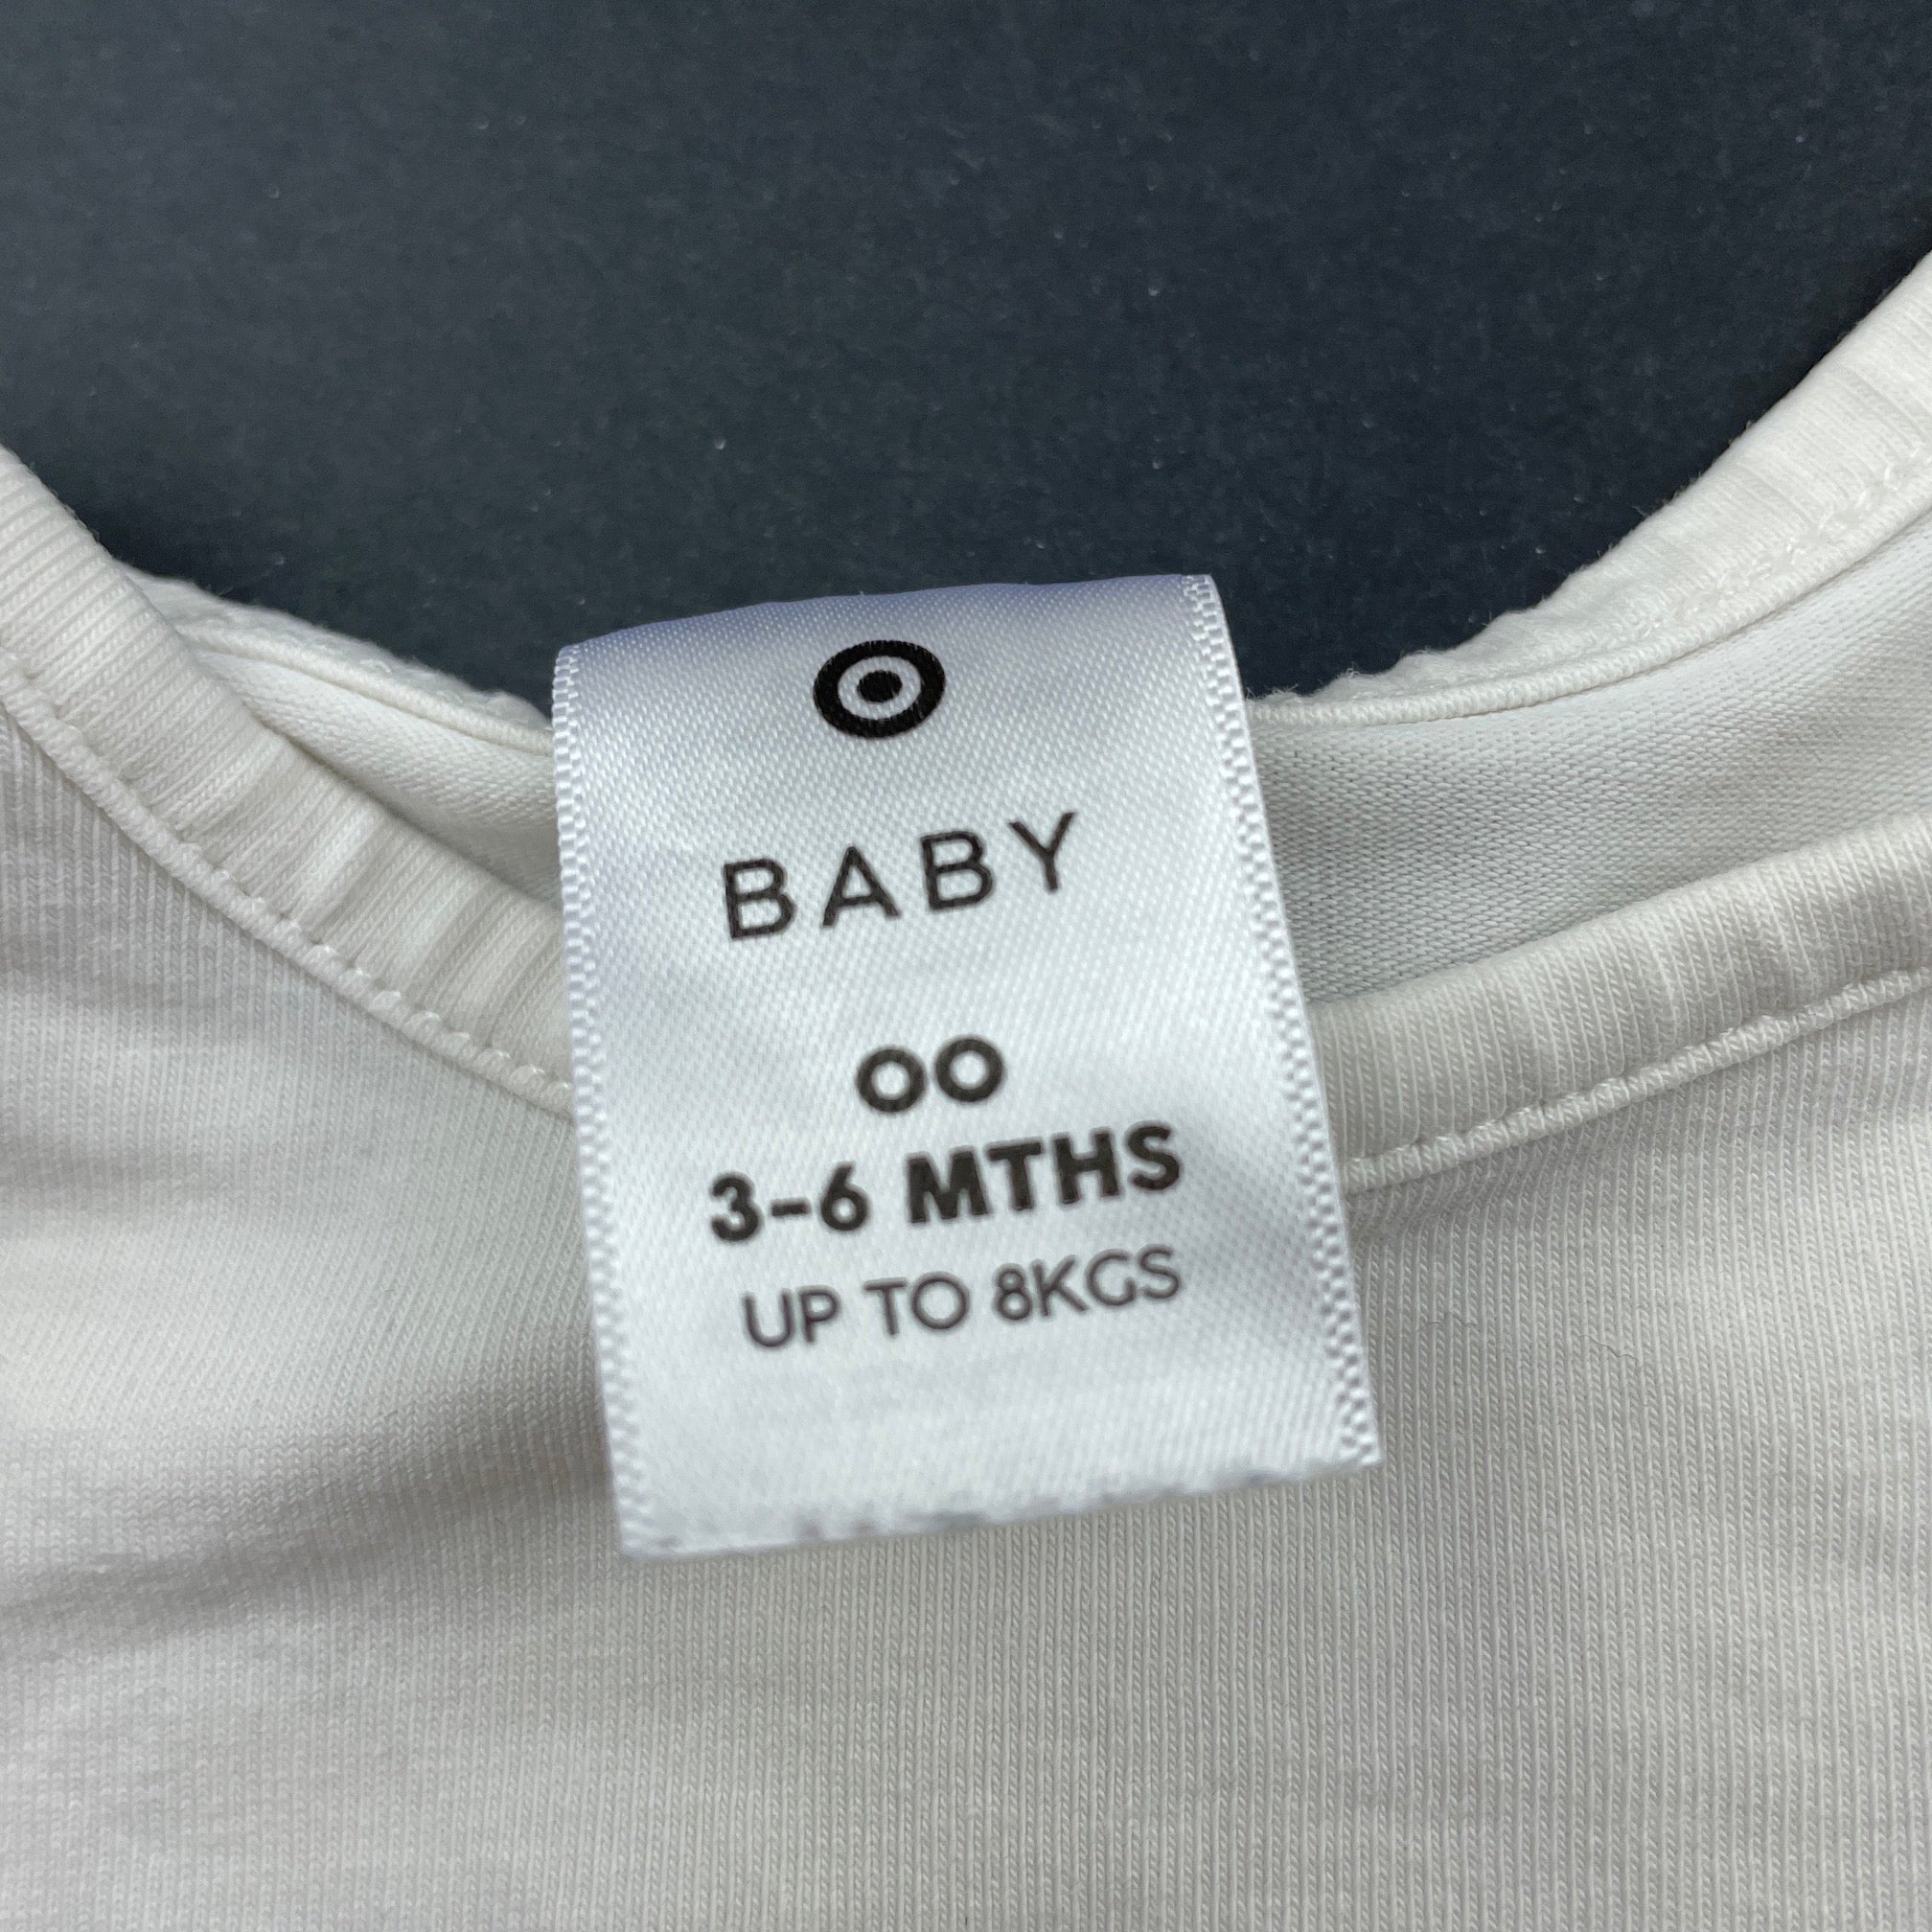 BABY
00
3-6 MTHS
UP TO 8KGS